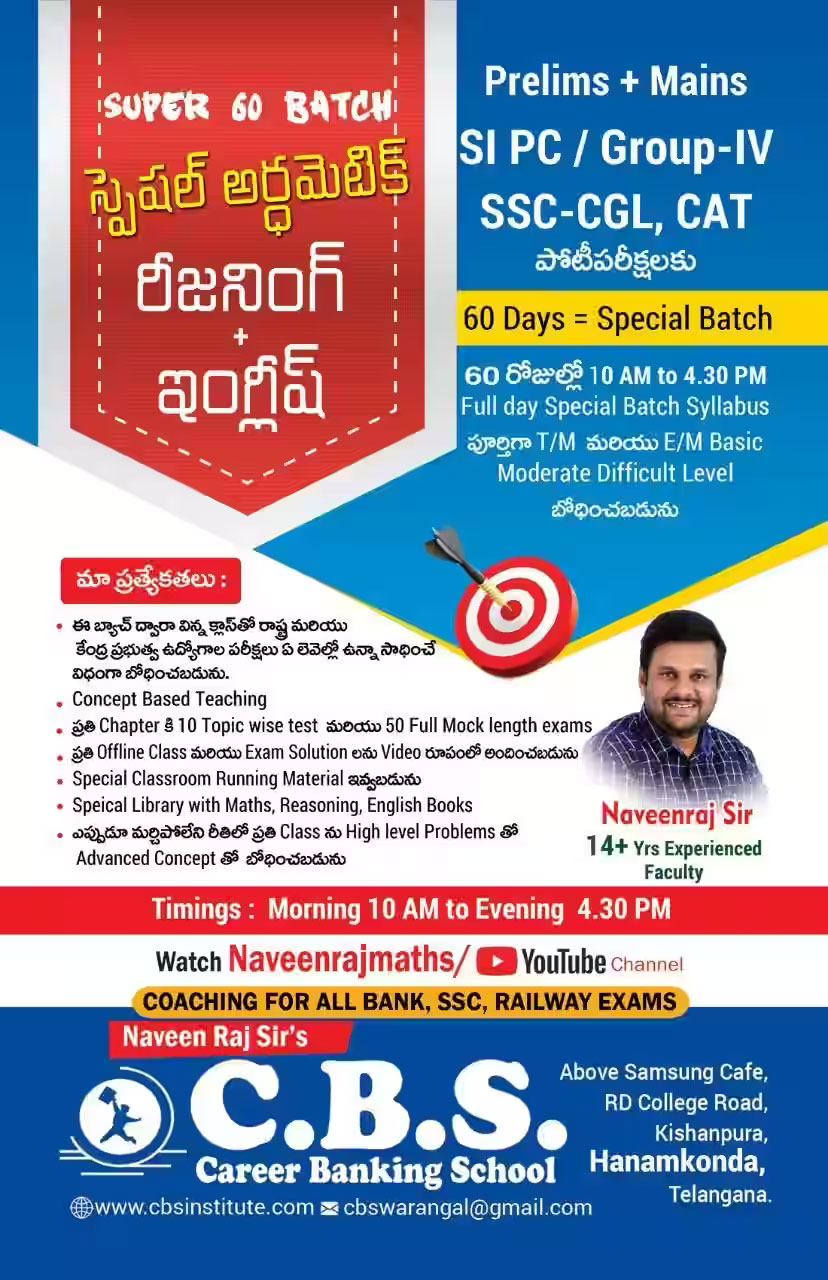 SUPER 60 BATCH
స్పెషల్ అర్ధమెటిక్
రీజనింగ్
+
ఇంగ్లీష్
Prelims + Mains
SI PC / Group-IV
SSC-CGL, CAT
పోటీపరీక్షలకు
60 Days = Special Batch
60 రోజుల్లో 10 AM to 4.30 PM
Full day Special Batch Syllabus
పూర్తిగా T/M మరియు E/M Basic
Moderate Difficult Level
బోధించబడును
మా ప్రత్యేకతలు :
• ఈ బ్యాచ్ ద్వారా విన్న క్లాస్‌తో రాష్ట్ర మరియు
కేంద్ర ప్రభుత్వ ఉద్యోగాల పరీక్షలు ఏ లెవెల్లో ఉన్నా సాధించే
విధంగా బోధించబడును.
• Concept Based Teaching
• ప్రతి Chapter కి 10 Topic wise test మరియు 50 Full Mock length exams
• ప్రతి Offline Class మరియు Exam Solution లను Video రూపంలో అందించబడును
• Special Classroom Running Material ఇవ్వబడును
• Speical Library with Maths, Reasoning, English Books
• ఎప్పుడూ మర్చిపోలేని రీతిలో ప్రతి Class ను High level Problems తో
Advanced Concept తో బోధించబడును
Naveenraj Sir
14+ Yrs Experienced
Faculty
Timings : Morning 10 AM to Evening 4.30 PM
Watch Naveenrajmaths/ YouTube Channel
COACHING FOR ALL BANK, SSC, RAILWAY EXAMS
Naveen Raj Sir's
C.B.S.
Career Banking School
www.cbsinstitute.com cbswarangal@gmail.com
Above Samsung Cafe,
RD College Road,
Kishanpura,
Hanamkonda,
Telangana.